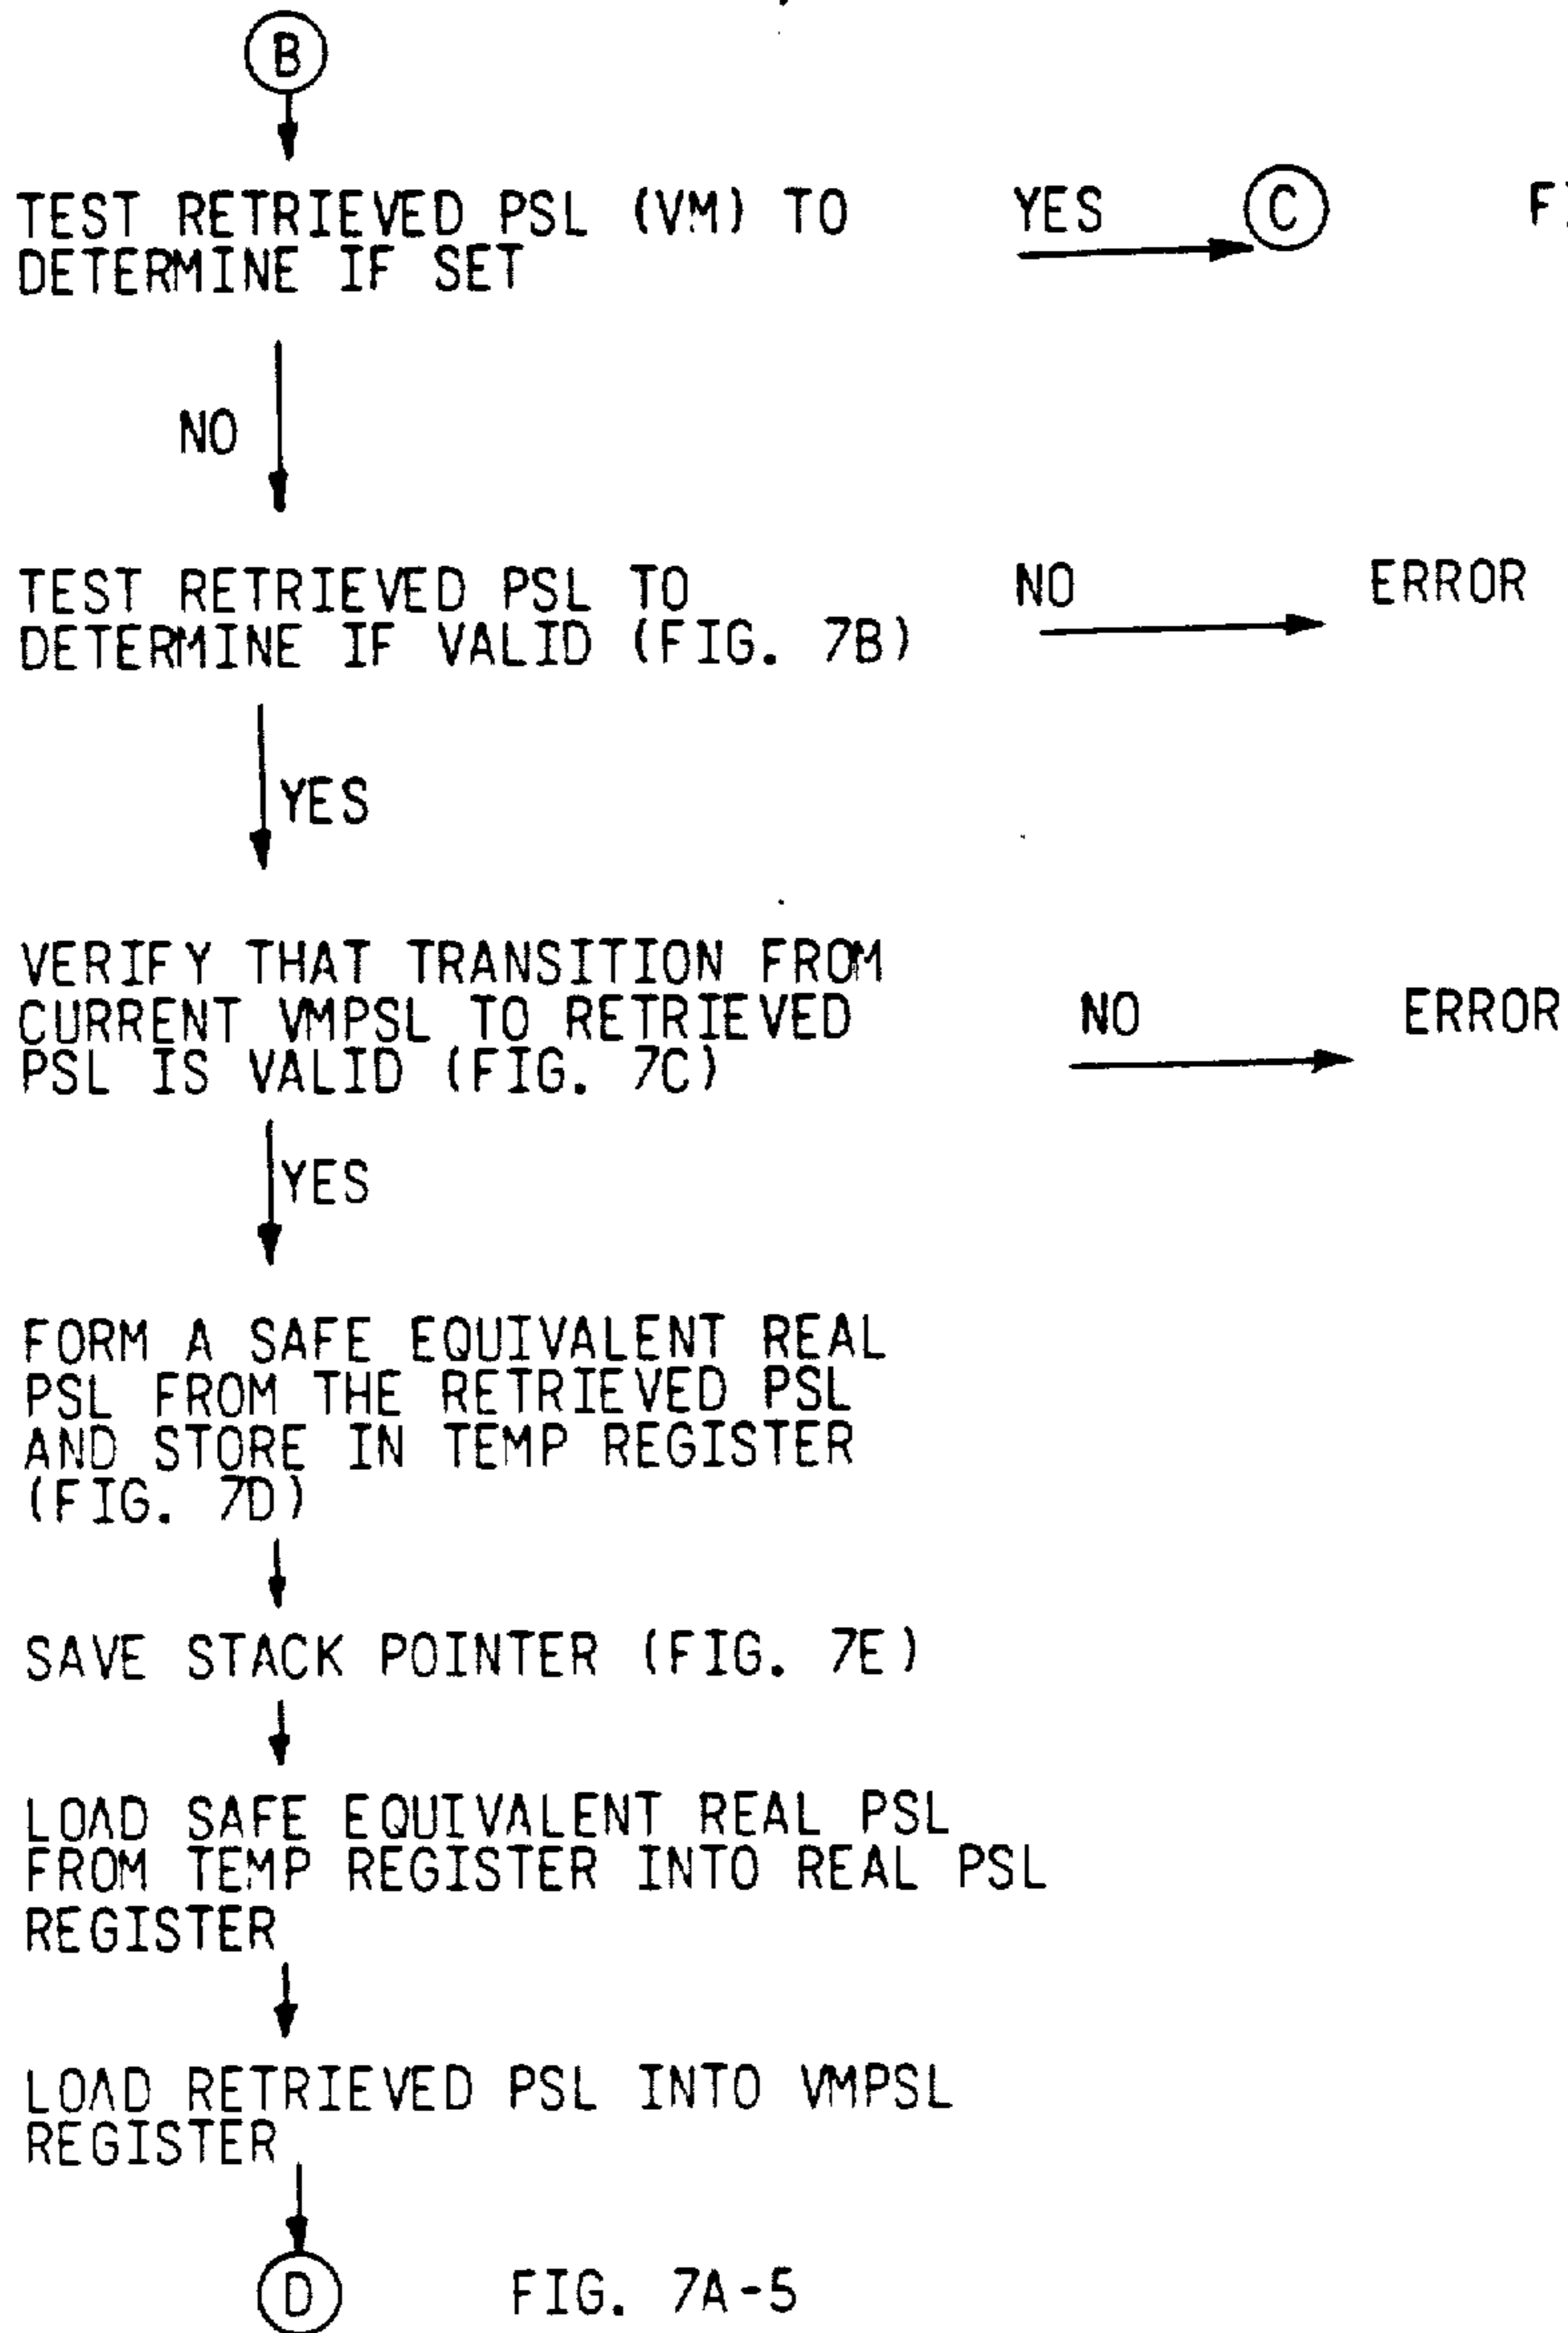 B
TEST RETRIEVED PSL (VM) TO
DETERMINE IF SET
YES
C
NO
TEST RETRIEVED PSL TO
DETERMINE IF VALID (FIG. 7B)
NO
ERROR
YES
VERIFY THAT TRANSITION FROM
CURRENT VMPSL TO RETRIEVED
PSL IS VALID (FIG. 7C)
NO
ERROR
YES
FORM A SAFE EQUIVALENT REAL
PSL FROM THE RETRIEVED PSL
AND STORE IN TEMP REGISTER
(FIG. 7D)
SAVE STACK POINTER (FIG. 7E)
LOAD SAFE EQUIVALENT REAL PSL
FROM TEMP REGISTER INTO REAL PSL
REGISTER
LOAD RETRIEVED PSL INTO VMPSL
REGISTER
D
FIG. 7A-5